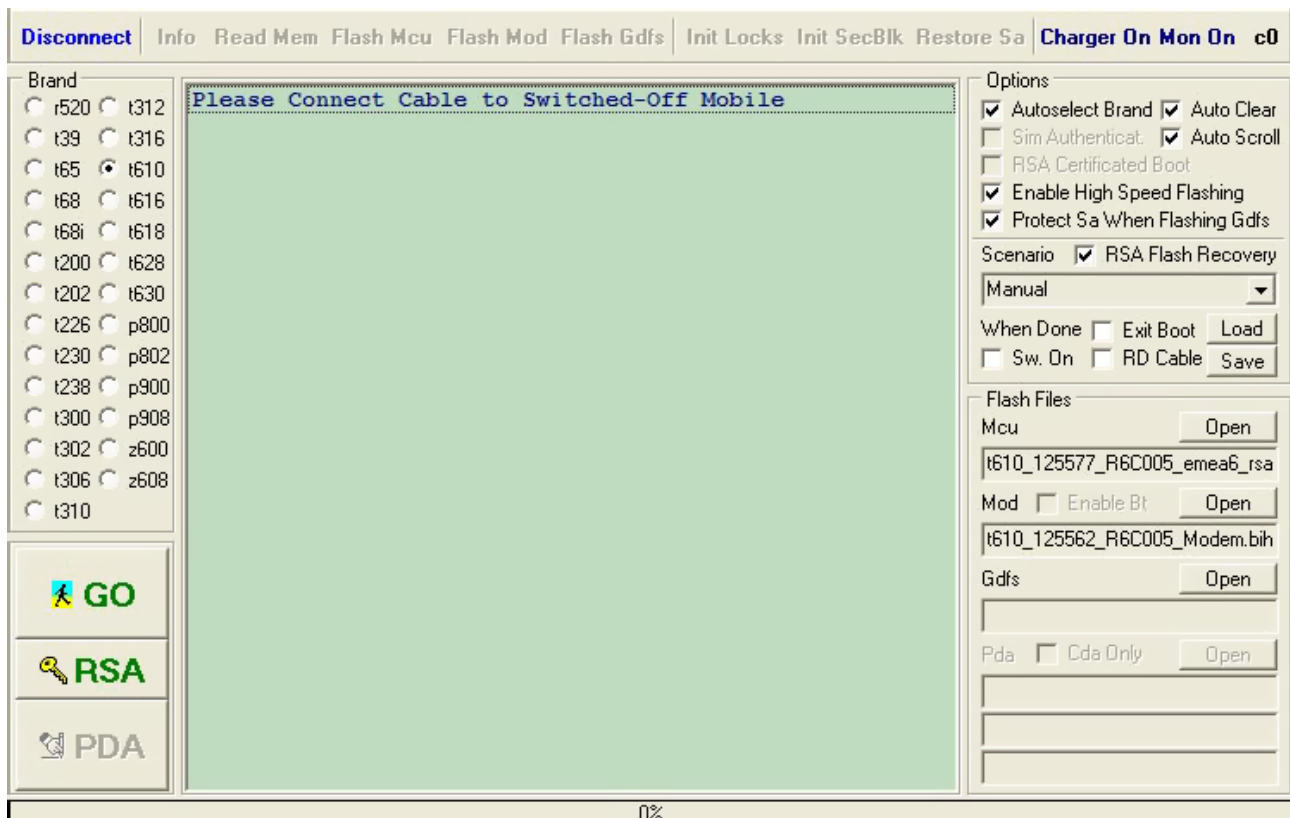 Disconnect Info Read Mem Flash Mcu Flash Mod Flash Gdfs Init Locks Init SecBlk Restore Sa Charger On Mon On c0
Brand
r520 t312
t39 t316
t65 t610
t68 t616
t68i t618
t200 t628
t202 t630
t226 p800
t230 p802
t238 p900
t300 p908
t302 z600
t306 z608
t310
GO
RSA
PDA
Please Connect Cable to Switched-Off Mobile
Options
Autoselect Brand Auto Clear
Sim Authenticat. Auto Scroll
RSA Certificated Boot
Enable High Speed Flashing
Protect Sa When Flashing Gdfs
Scenario RSA Flash Recovery
Manual
When Done Exit Boot Load
Sw. On RD Cable Save
Flash Files
Mcu Open
t610_125577_R6C005_emea6_rsa
Mod Enable Bt Open
t610_125562_R6C005_Modem.bih
Gdfs Open
Pda Cda Only Open
0%